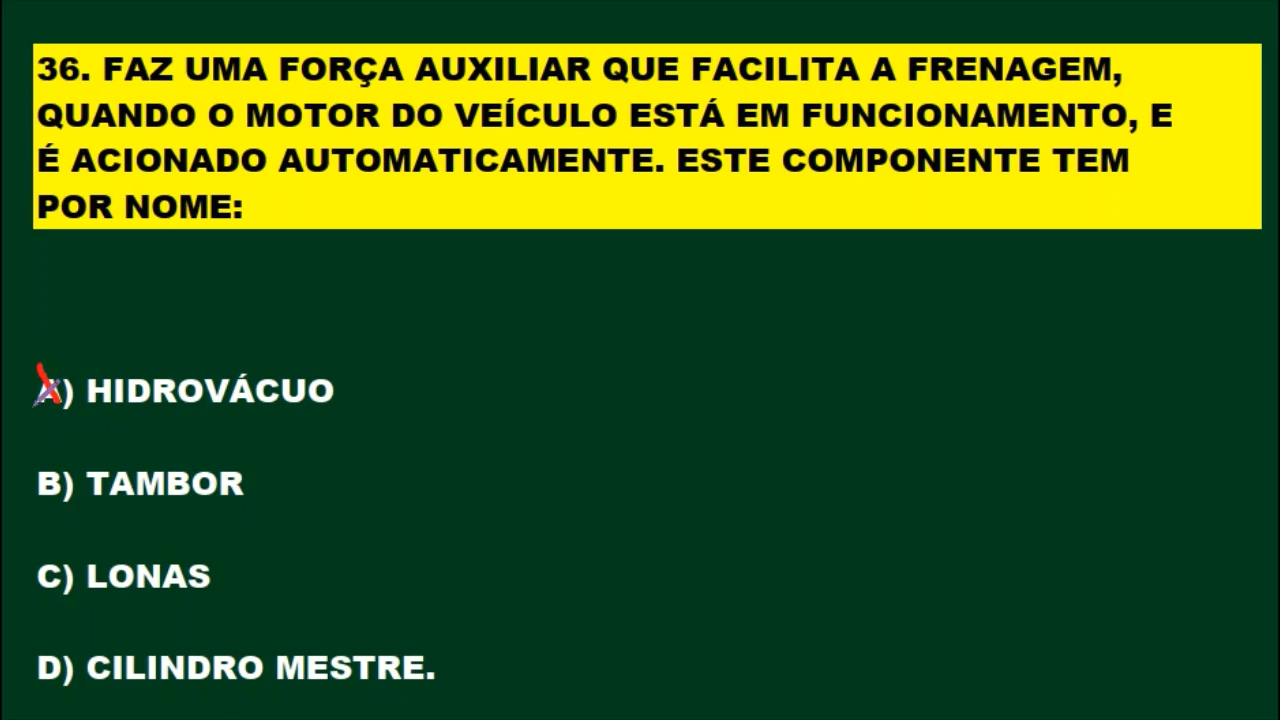 36. FAZ UMA FORÇA AUXILIAR QUE FACILITA A FRENAGEM,
QUANDO O MOTOR DO VEÍCULO ESTÁ EM FUNCIONAMENTO, E
É ACIONADO AUTOMATICAMENTE. ESTE COMPONENTE TEM
POR NOME:
A) HIDROVÁCUO
B) TAMBOR
C) LONAS
D) CILINDRO MESTRE.